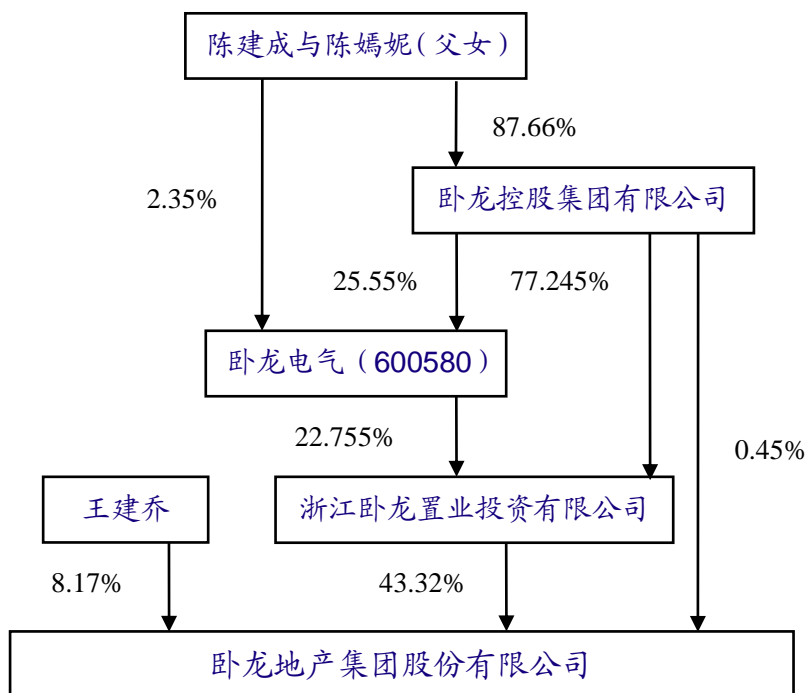 陈建成与陈嫣妮(父女)
87.66%
2.35%
卧龙控股集团有限公司
25.55%
77.245%
卧龙电气（600580）
22.755%
0.45%
王建乔
浙江卧龙置业投资有限公司
8.17%
43.32%
卧龙地产集团股份有限公司